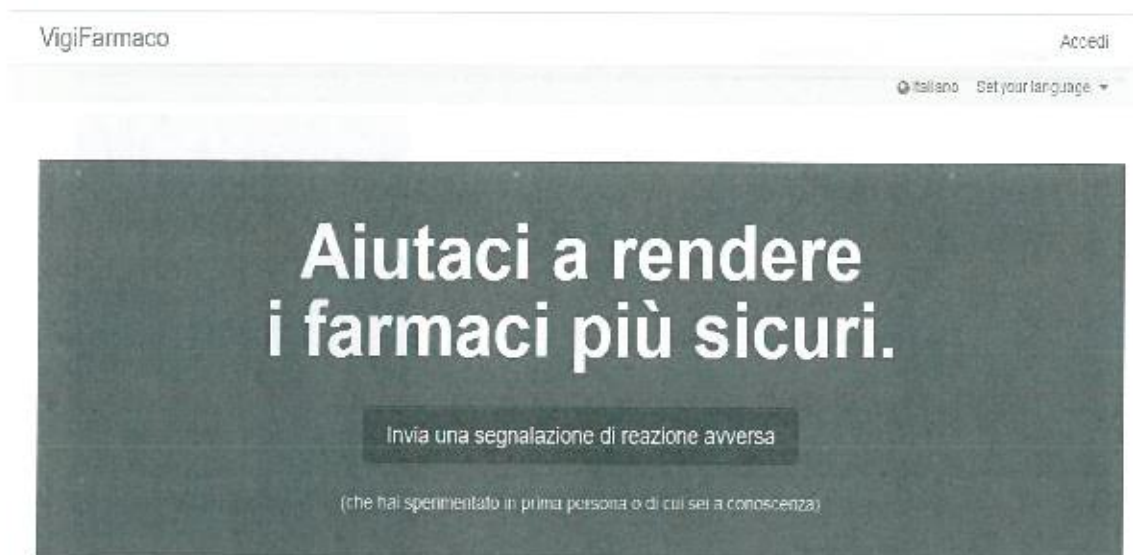 VigiFarmaco
Accedi
Italiano Set your language
Aiutaci a rendere
i farmaci più sicuri.
Invia una segnalazione di reazione avversa
(che hai sperimentato in prima persona o di cui sei a conoscenza)